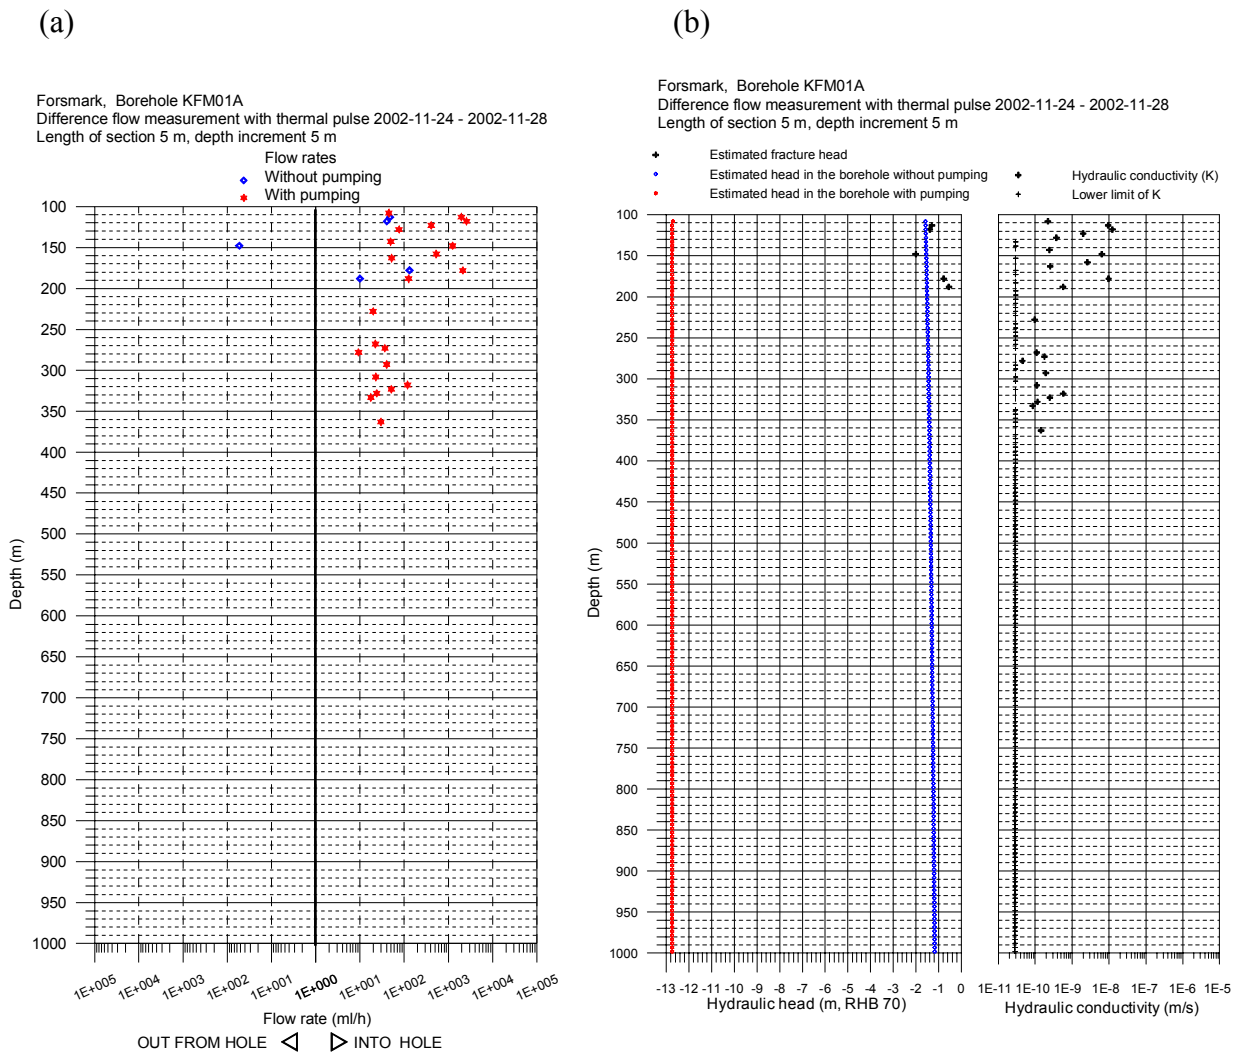 (a)
Forsmark, Borehole KFM01A
Difference flow measurement with thermal pulse 2002-11-24 - 2002-11-28
Length of section 5 m, depth increment 5 m
Flow rates
Without pumping
With pumping
100
150
200
250
300
350
400
450
500
550
600
650
700
750
800
850
900
950
1000
Depth (m)
1E+005 1E+004 1E+003 1E+002 1E+001 1E+000 1E+001 1E+002 1E+003 1E+004 1E+005
Flow rate (ml/h)
OUT FROM HOLE INTO HOLE
(b)
Forsmark, Borehole KFM01A
Difference flow measurement with thermal pulse 2002-11-24 - 2002-11-28
Length of section 5 m, depth increment 5 m
Estimated fracture head
Estimated head in the borehole without pumping
Estimated head in the borehole with pumping
Hydraulic conductivity (K)
Lower limit of K
100
150
200
250
300
350
400
450
500
550
600
650
700
750
800
850
900
950
1000
Depth (m)
-13 -12 -11 -10 -9 -8 -7 -6 -5 -4 -3 -2 -1 0
Hydraulic head (m, RHB 70)
1E-11 1E-10 1E-9 1E-8 1E-7 1E-6 1E-5
Hydraulic conductivity (m/s)